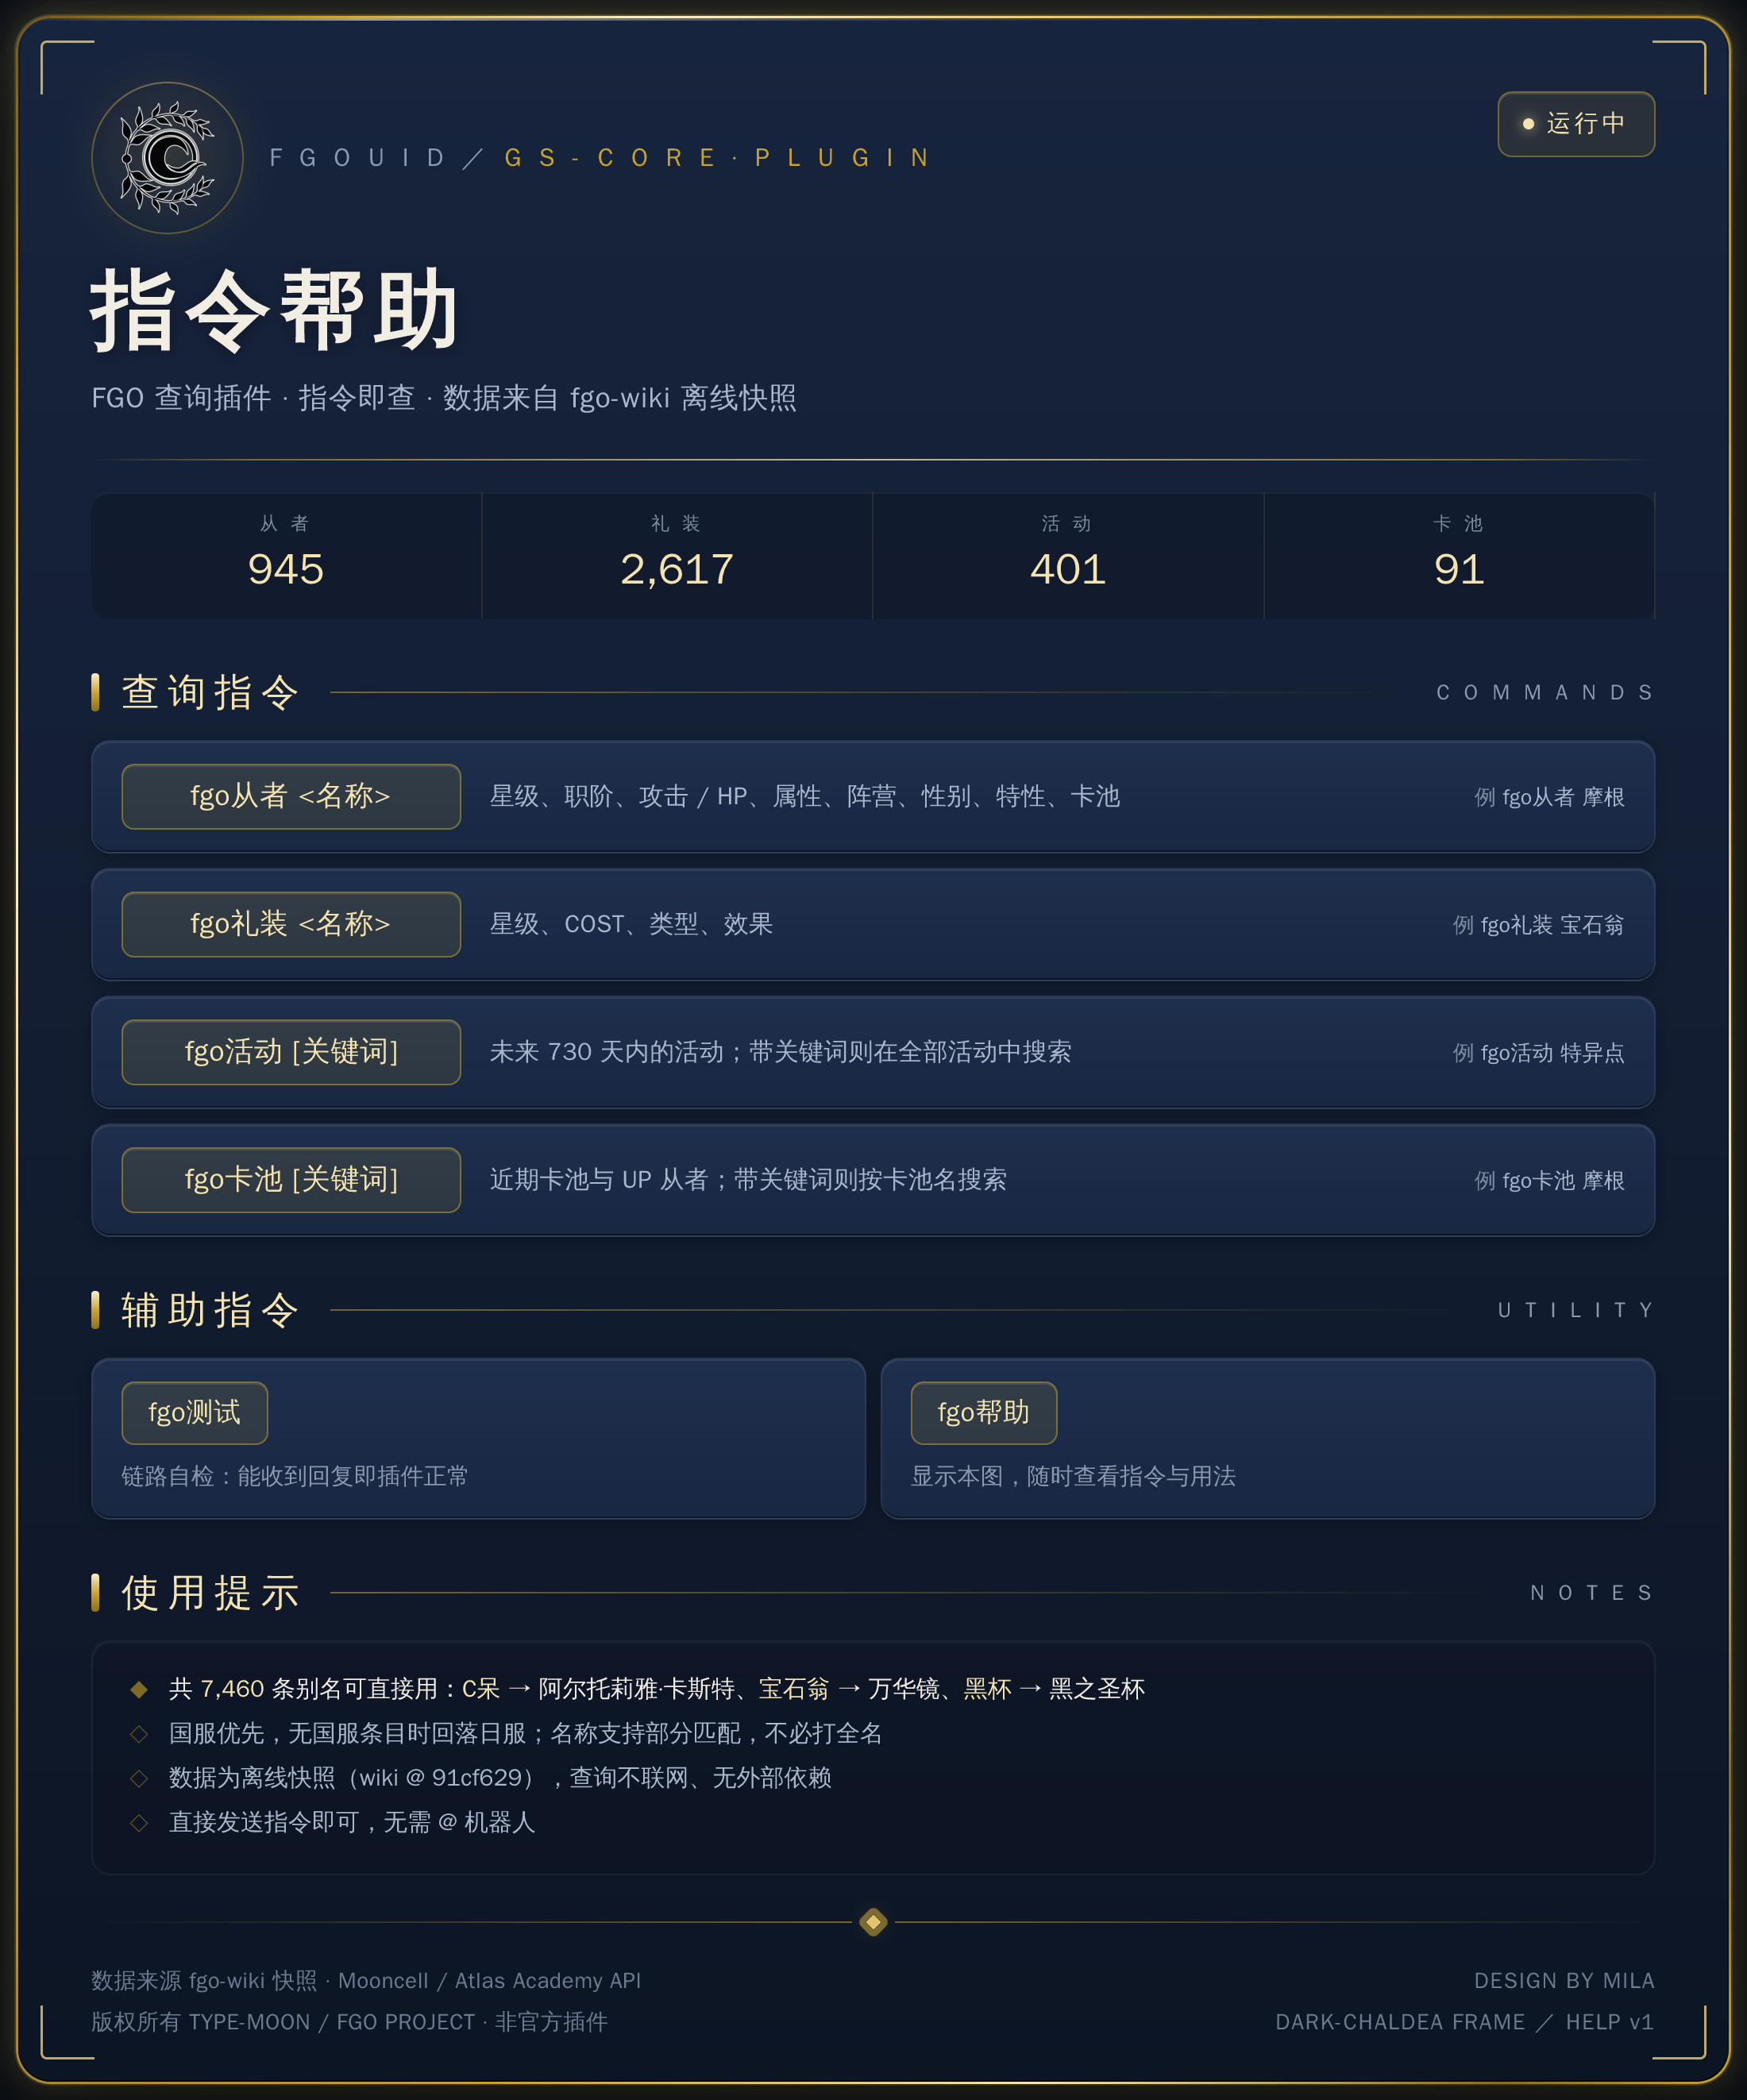 FGOUID ／ GS-CORE·PLUGIN
运行中
指令帮助
FGO 查询插件 · 指令即查 · 数据来自 fgo-wiki 离线快照
从者
945
礼装
2,617
活动
401
卡池
91
查询指令
COMMANDS
fgo从者 <名称>
星级、职阶、攻击 / HP、属性、阵营、性别、特性、卡池
例 fgo从者 摩根
fgo礼装 <名称>
星级、COST、类型、效果
例 fgo礼装 宝石翁
fgo活动 [关键词]
未来 730 天内的活动；带关键词则在全部活动中搜索
例 fgo活动 特异点
fgo卡池 [关键词]
近期卡池与 UP 从者；带关键词则按卡池名搜索
例 fgo卡池 摩根
辅助指令
UTILITY
fgo测试
链路自检：能收到回复即插件正常
fgo帮助
显示本图，随时查看指令与用法
使用提示
NOTES
共 7,460 条别名可直接用：C呆 → 阿尔托莉雅·卡斯特、宝石翁 → 万华镜、黑杯 → 黑之圣杯
国服优先，无国服条目时回落日服；名称支持部分匹配，不必打全名
数据为离线快照（wiki @ 91cf629），查询不联网、无外部依赖
直接发送指令即可，无需 @ 机器人
数据来源 fgo-wiki 快照 · Mooncell / Atlas Academy API
版权所有 TYPE-MOON / FGO PROJECT · 非官方插件
DESIGN BY MILA
DARK-CHALDEA FRAME ／ HELP v1